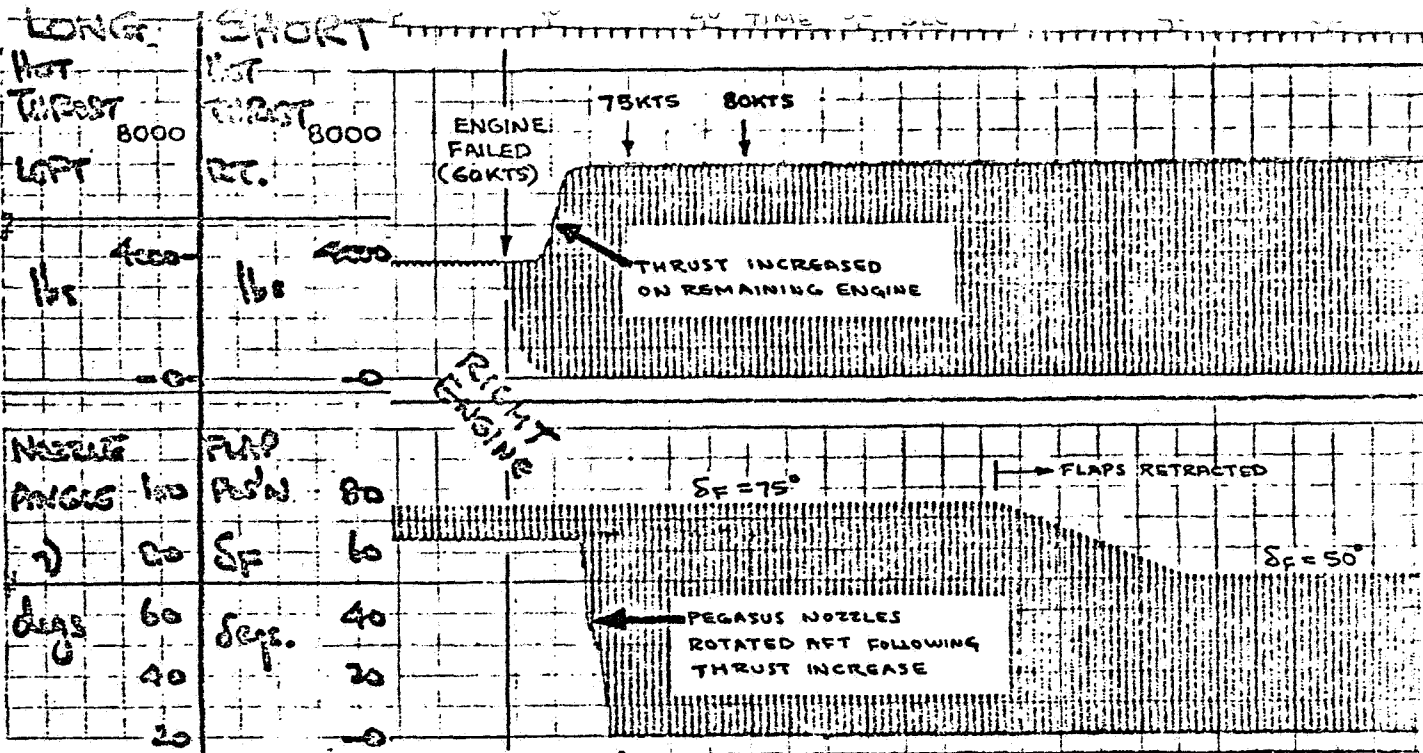 LONG. SHORT
TIME
HOT HOT
THRUST THRUST
8000 8000
LEFT RT.
4000 4000
lbs lbs
0 0
ENGINE
FAILED
(60KTS)
75KTS 80KTS
THRUST INCREASED
ON REMAINING ENGINE
RIGHT
ENGINE
NOZZLE FLAP
ANGLE 100 POS'N 80
80 δF 60
degs 60 degs. 40
40 20
20 0
δF = 75°
FLAPS RETRACTED
δF = 50°
PEGASUS NOZZLES
ROTATED AFT FOLLOWING
THRUST INCREASE